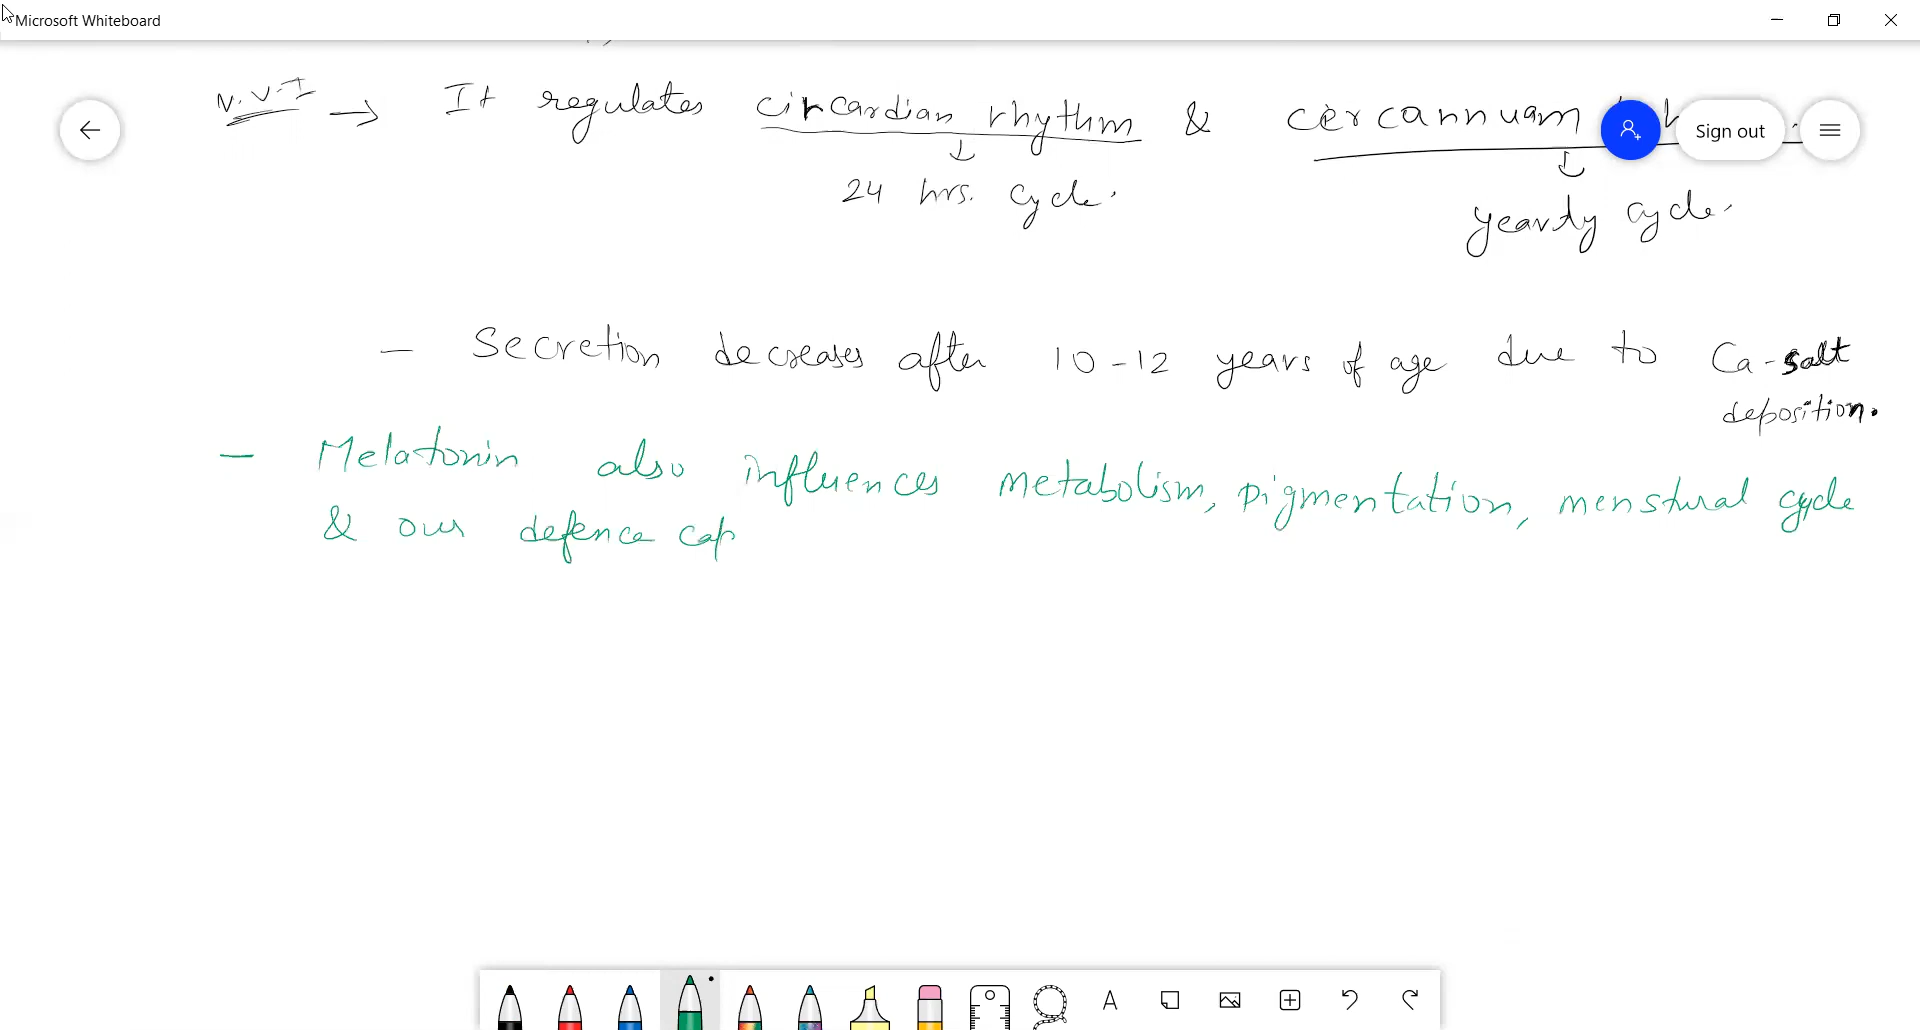 Microsoft Whiteboard
V.V.I → It regulates circardian rhythm & cercannuam
Sign out
↓
24 hrs. cycle.
↓
yearly cycle.
— Secretion decreases after 10-12 years of age due to Ca-salt
deposition.
— Melatonin also influences metabolism, pigmentation, menstural cycle
& our defence cap
A